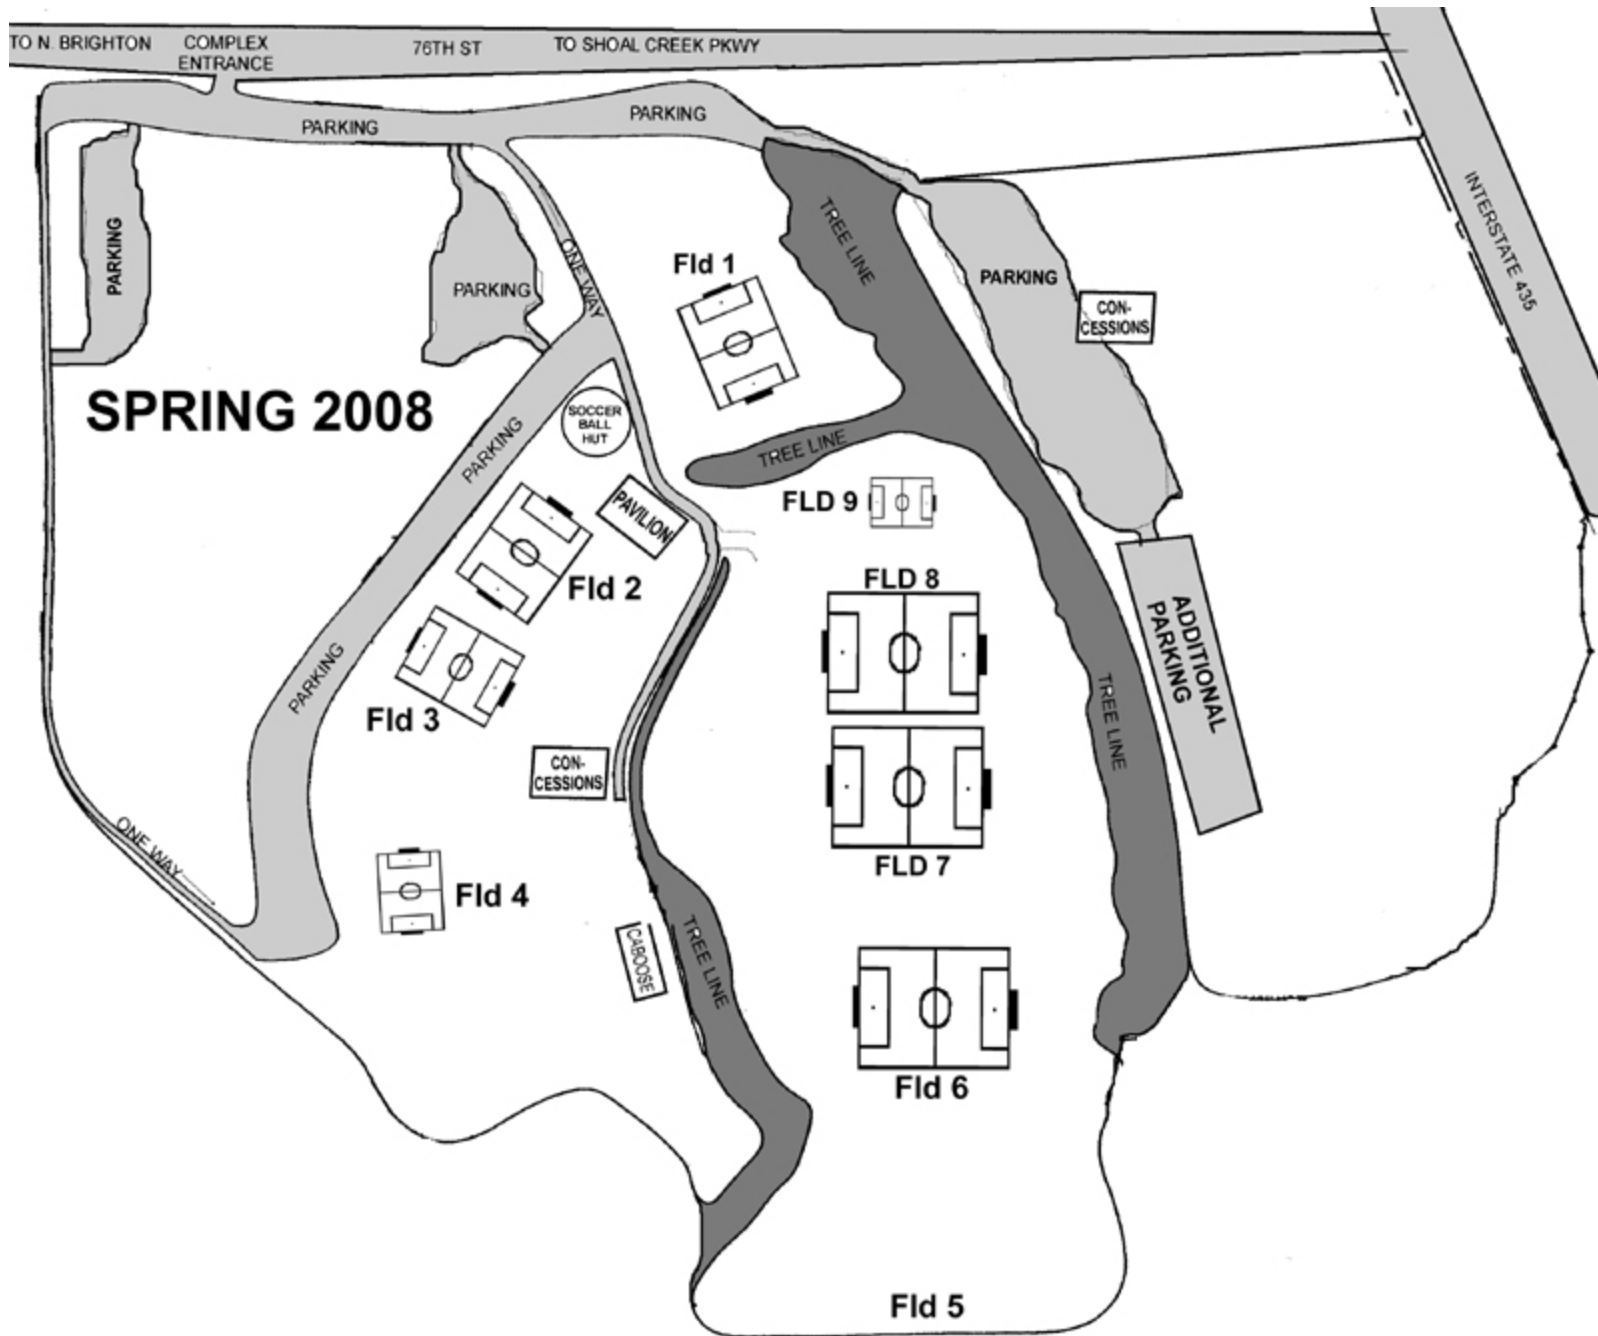 TO N. BRIGHTON
COMPLEX
ENTRANCE
76TH ST
TO SHOAL CREEK PKWY
PARKING
PARKING
INTERSTATE 435
TREE LINE
PARKING
ONE WAY
PARKING
Fld 1
PARKING
CON-
CESSIONS
SPRING 2008
SOCCER
BALL
HUT
PARKING
TREE LINE
PAVILION
FLD 9
Fld 2
FLD 8
ADDITIONAL
PARKING
PARKING
Fld 3
TREE LINE
CON-
CESSIONS
ONE WAY
FLD 7
Fld 4
CABOOSE
TREE LINE
Fld 6
Fld 5